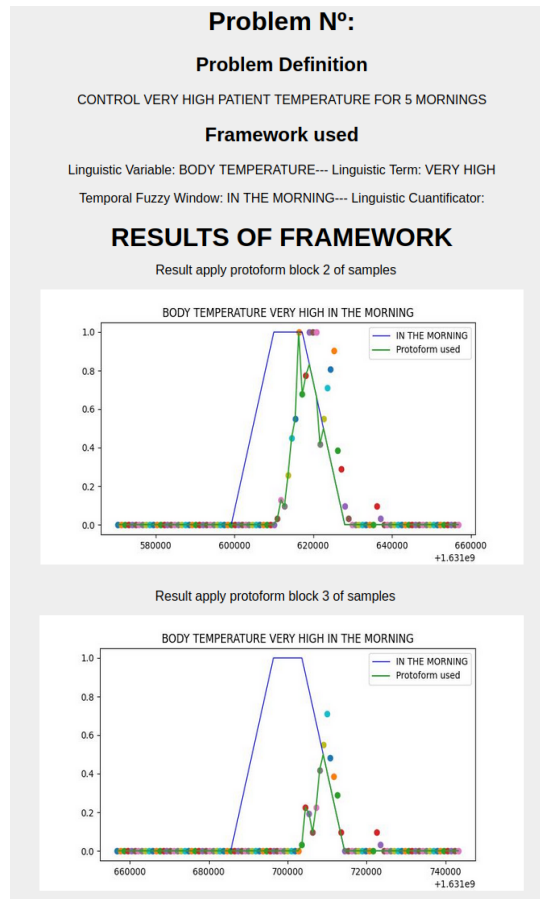 Problem Nº:
Problem Definition
CONTROL VERY HIGH PATIENT TEMPERATURE FOR 5 MORNINGS
Framework used
Linguistic Variable: BODY TEMPERATURE--- Linguistic Term: VERY HIGH
Temporal Fuzzy Window: IN THE MORNING--- Linguistic Cuantificator:
RESULTS OF FRAMEWORK
Result apply protoform block 2 of samples
BODY TEMPERATURE VERY HIGH IN THE MORNING
IN THE MORNING
Protoform used
1.0
0.8
0.6
0.4
0.2
0.0
580000 600000 620000 640000 660000
+1.631e9
Result apply protoform block 3 of samples
BODY TEMPERATURE VERY HIGH IN THE MORNING
IN THE MORNING
Protoform used
1.0
0.8
0.6
0.4
0.2
0.0
660000 680000 700000 720000 740000
+1.631e9